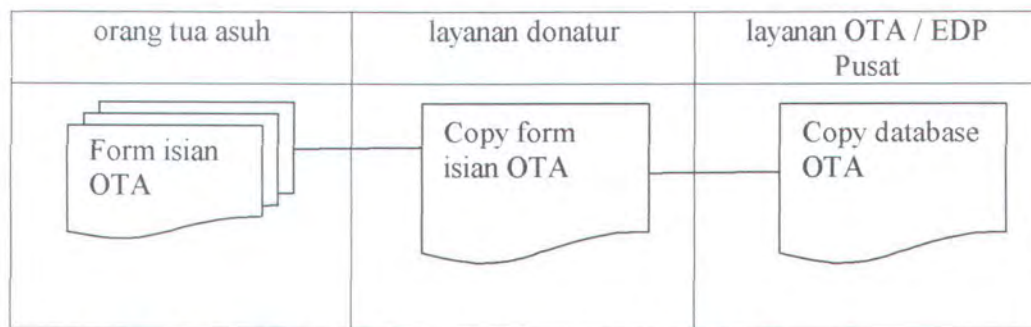 orang tua asuh
layanan donatur
layanan OTA / EDP
Pusat
Form isian
OTA
Copy form
isian OTA
Copy database
OTA